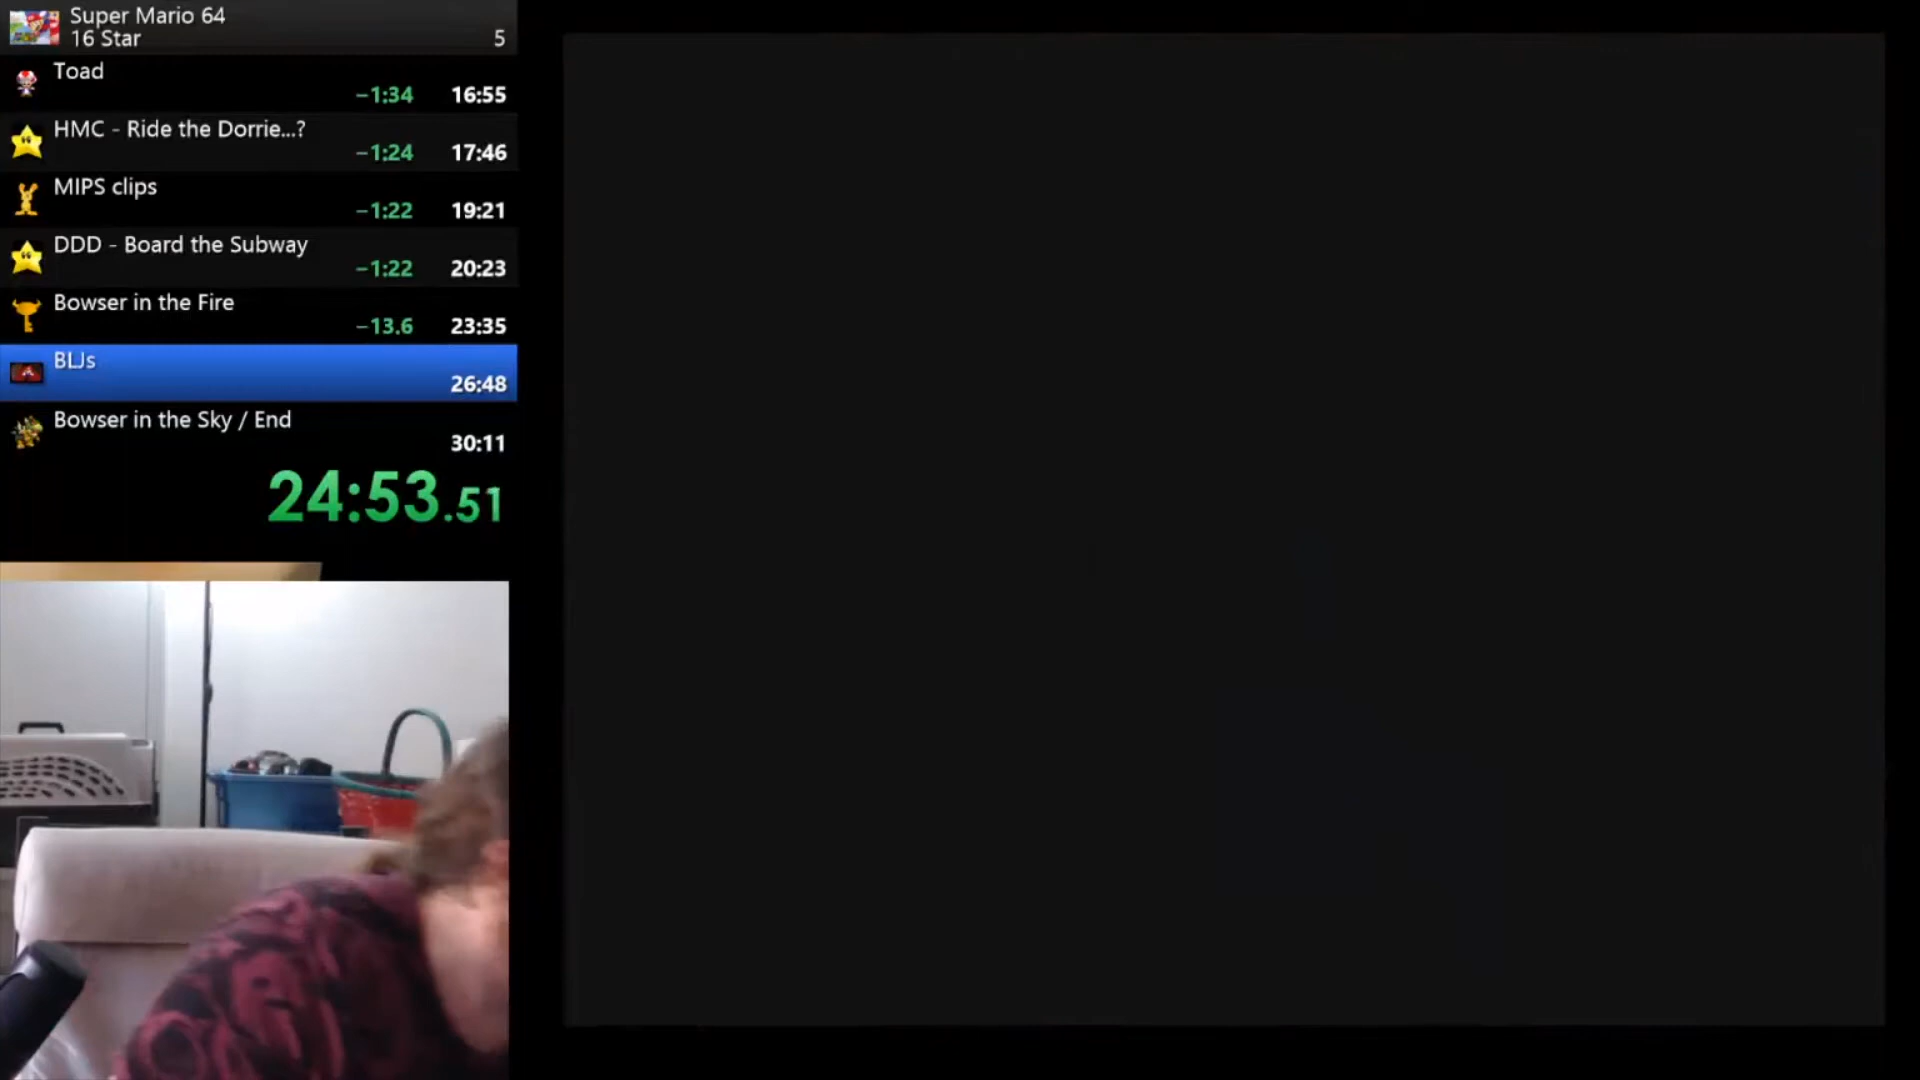 Super Mario 64
16 Star
5
Toad
−1:34 16:55
HMC - Ride the Dorrie...?
−1:24 17:46
MIPS clips
−1:22 19:21
DDD - Board the Subway
−1:22 20:23
Bowser in the Fire
−13.6 23:35
BLJs
26:48
Bowser in the Sky / End
30:11
24:53.51